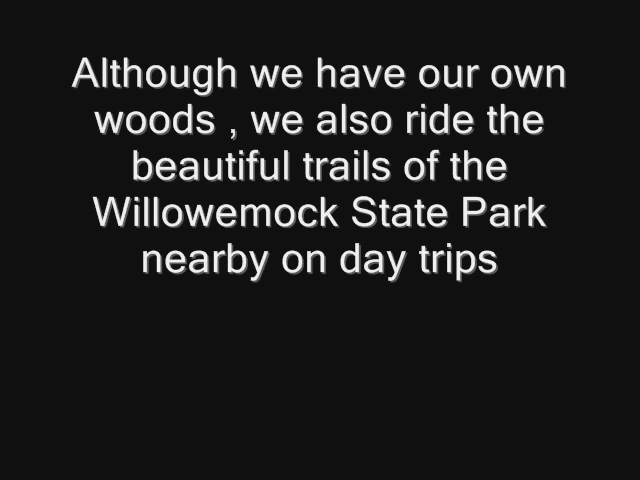 Although we have our own
woods , we also ride the
beautiful trails of the
Willowemock State Park
nearby on day trips